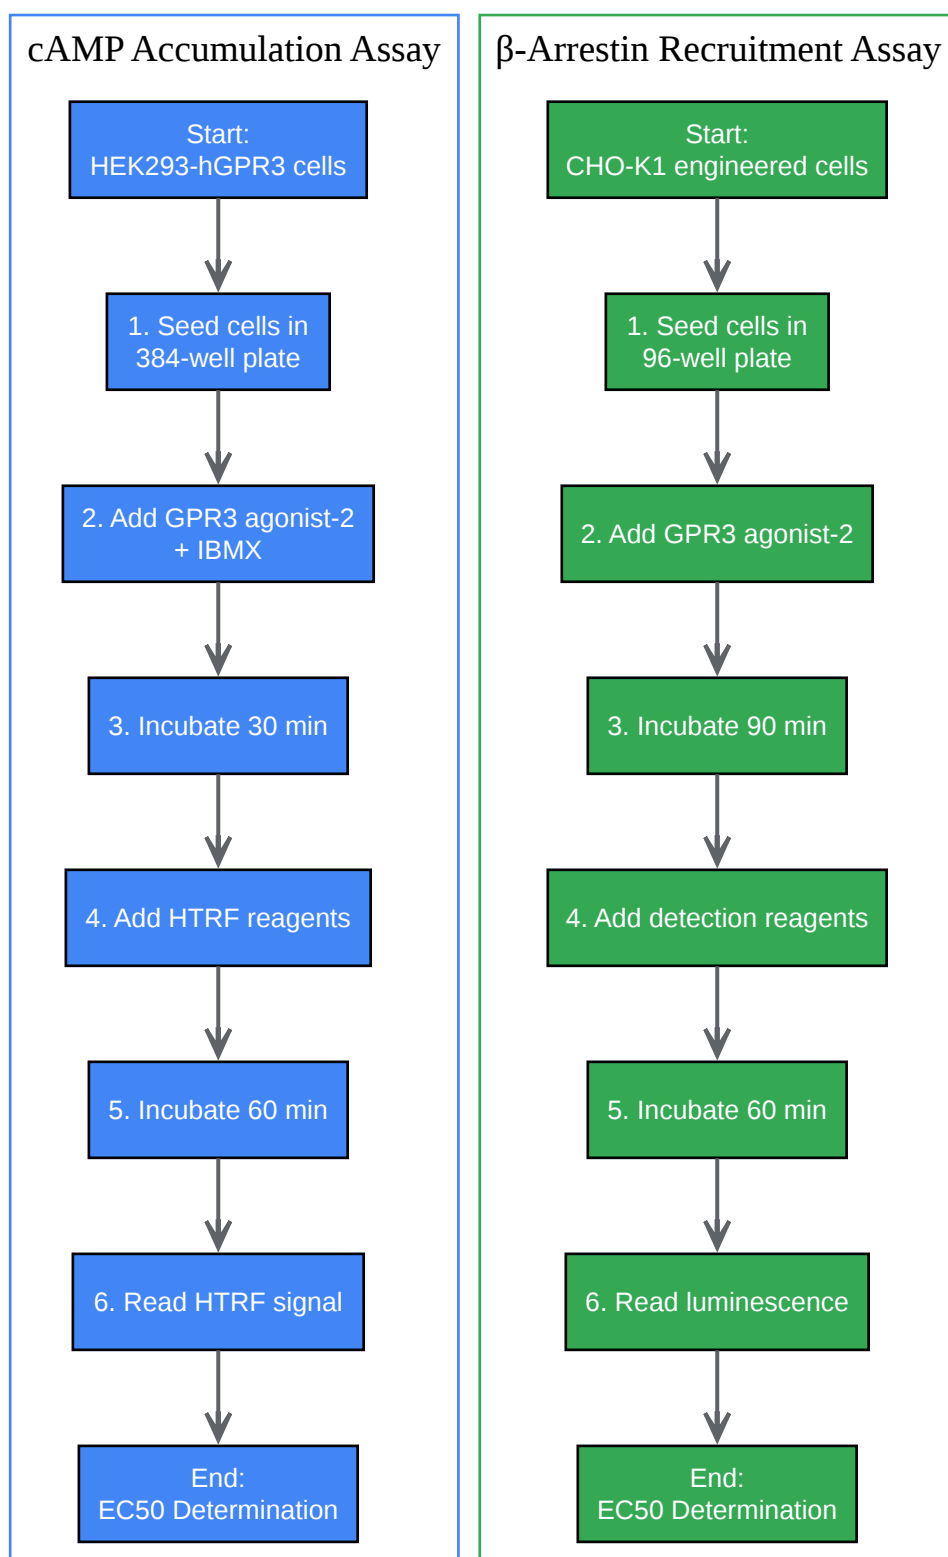 cAMP Accumulation Assay
Start:
HEK293-hGPR3 cells
1. Seed cells in
384-well plate
2. Add GPR3 agonist-2
+ IBMX
3. Incubate 30 min
4. Add HTRF reagents
5. Incubate 60 min
6. Read HTRF signal
End:
EC50 Determination
β-Arrestin Recruitment Assay
Start:
CHO-K1 engineered cells
1. Seed cells in
96-well plate
2. Add GPR3 agonist-2
3. Incubate 90 min
4. Add detection reagents
5. Incubate 60 min
6. Read luminescence
End:
EC50 Determination